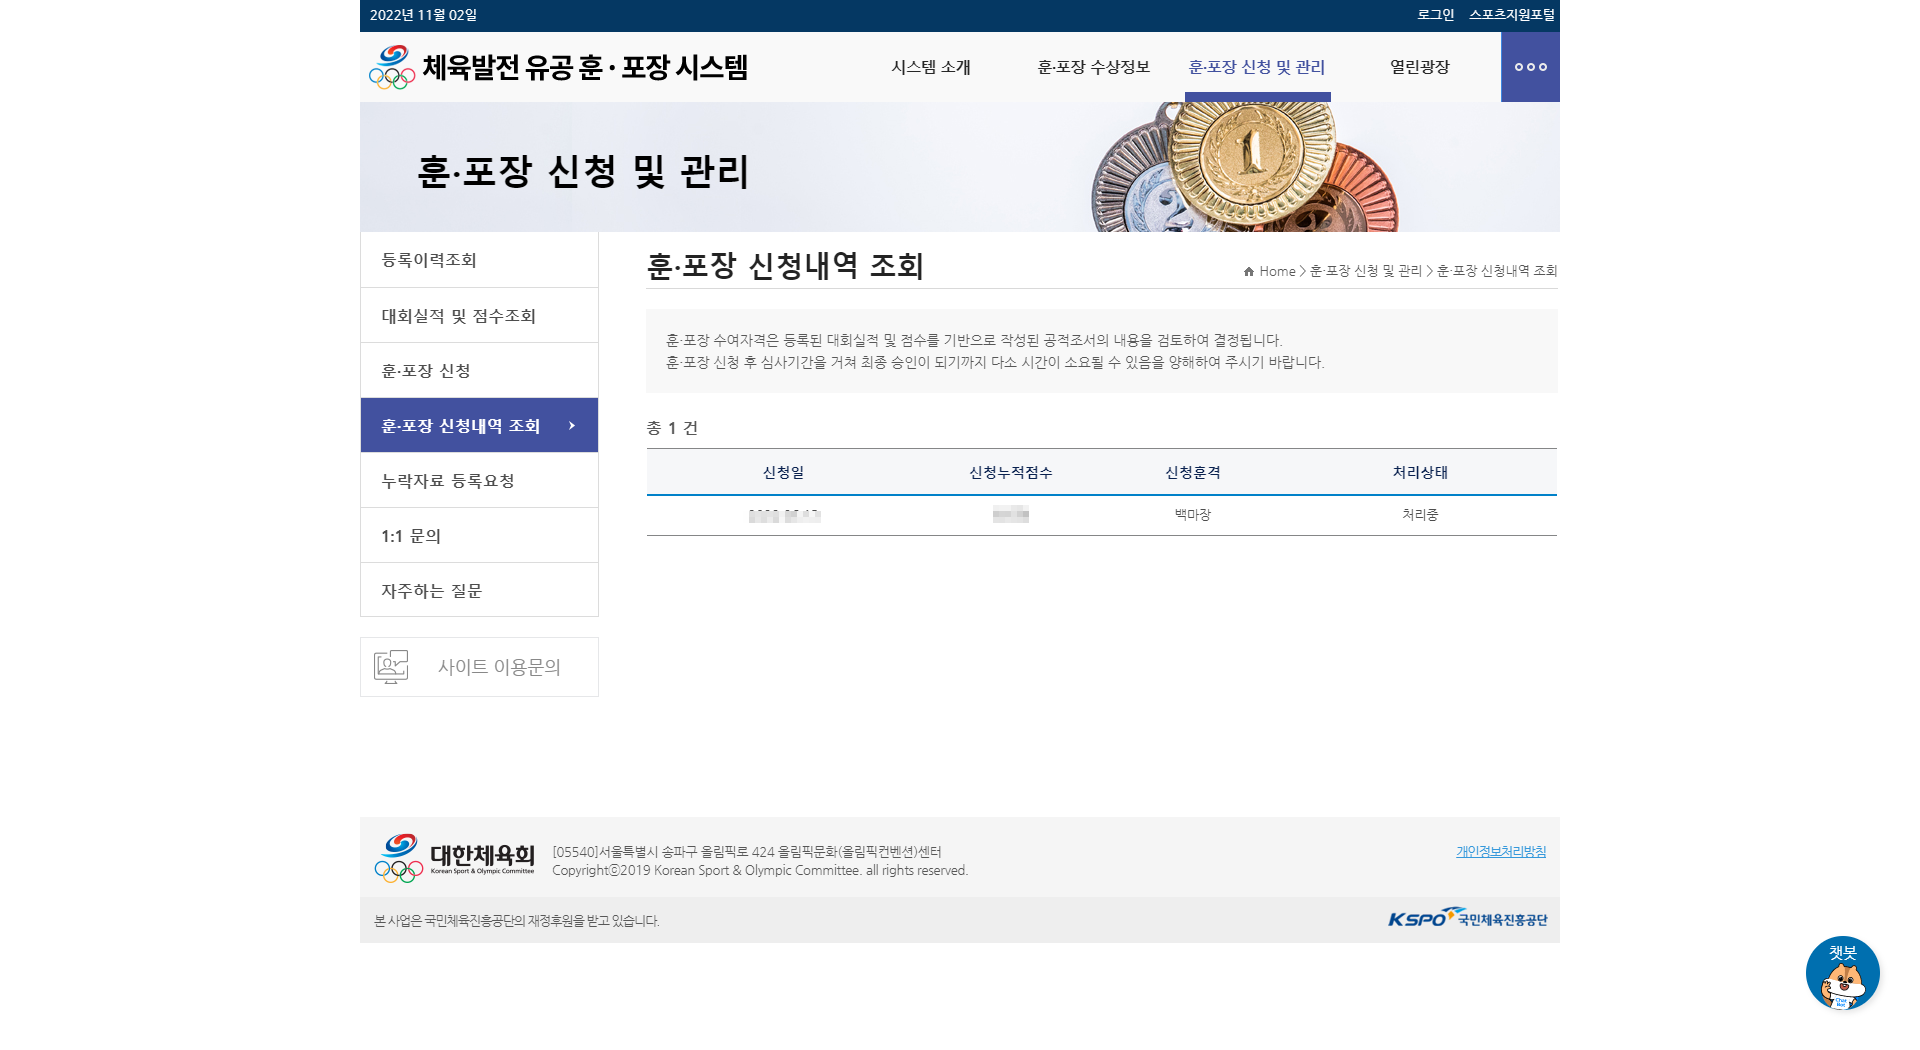 2022년 11월 02일
로그인 스포츠지원포털
체육발전 유공 훈 · 포장 시스템
시스템 소개 훈·포장 수상정보 훈·포장 신청 및 관리 열린광장
훈·포장 신청 및 관리
1
2
등록이력조회
대회실적 및 점수조회
훈·포장 신청
훈·포장 신청내역 조회
누락자료 등록요청
1:1 문의
자주하는 질문
사이트 이용문의
훈·포장 신청내역 조회
Home > 훈·포장 신청 및 관리 > 훈·포장 신청내역 조회
훈·포장 수여자격은 등록된 대회실적 및 점수를 기반으로 작성된 공적조서의 내용을 검토하여 결정됩니다.
훈·포장 신청 후 심사기간을 거쳐 최종 승인이 되기까지 다소 시간이 소요될 수 있음을 양해하여 주시기 바랍니다.
총 1 건
신청일 신청누적점수 신청훈격 처리상태
백마장 처리중
대한체육회
Korean Sport & Olympic Committee
[05540]서울특별시 송파구 올림픽로 424 올림픽문화(올림픽컨벤션)센터
Copyrightⓒ2019 Korean Sport & Olympic Committee. all rights reserved.
개인정보처리방침
본 사업은 국민체육진흥공단의 재정후원을 받고 있습니다.
KSPO 국민체육진흥공단
챗봇
Chat
Bot